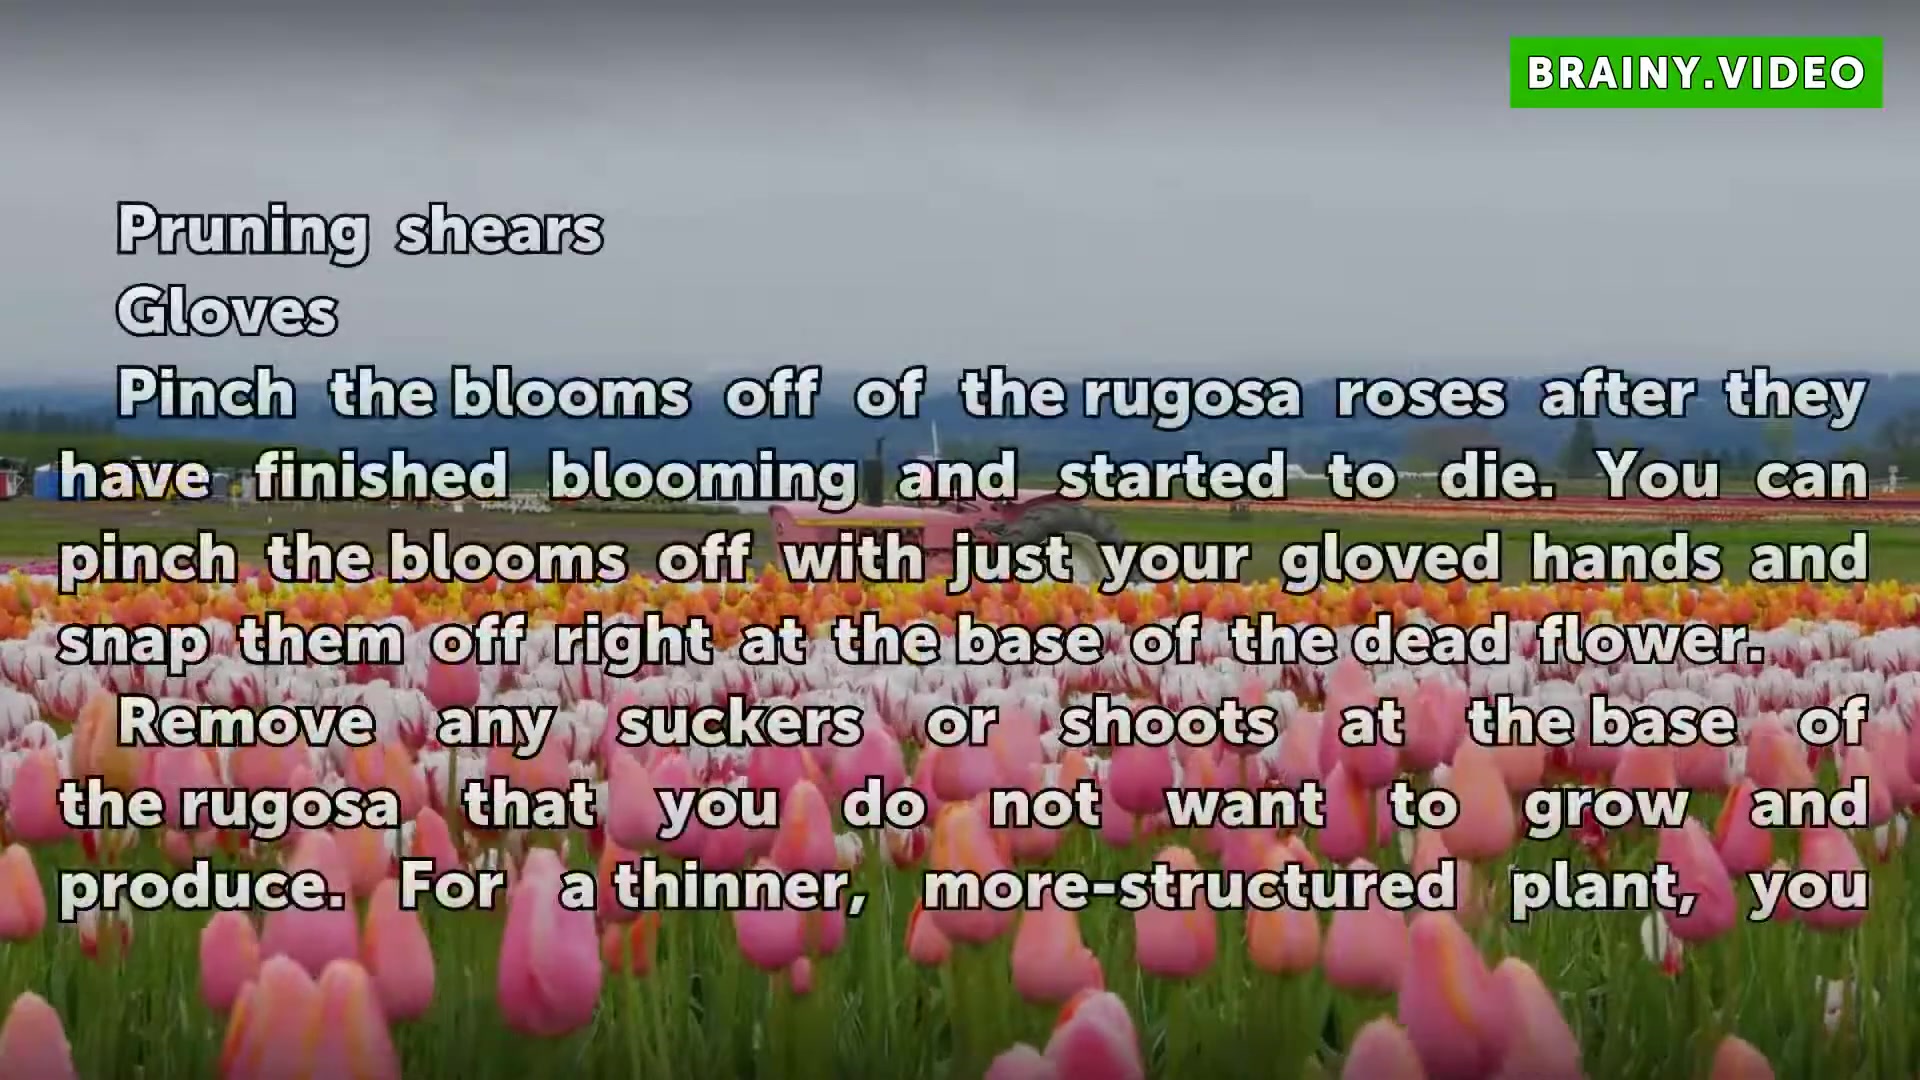 BRAINY.VIDEO
Pruning shears
Gloves
Pinch the blooms off of the rugosa roses after they
have finished blooming and started to die. You can
pinch the blooms off with just your gloved hands and
snap them off right at the base of the dead flower.
Remove any suckers or shoots at the base of
the rugosa that you do not want to grow and
produce. For a thinner, more-structured plant, you